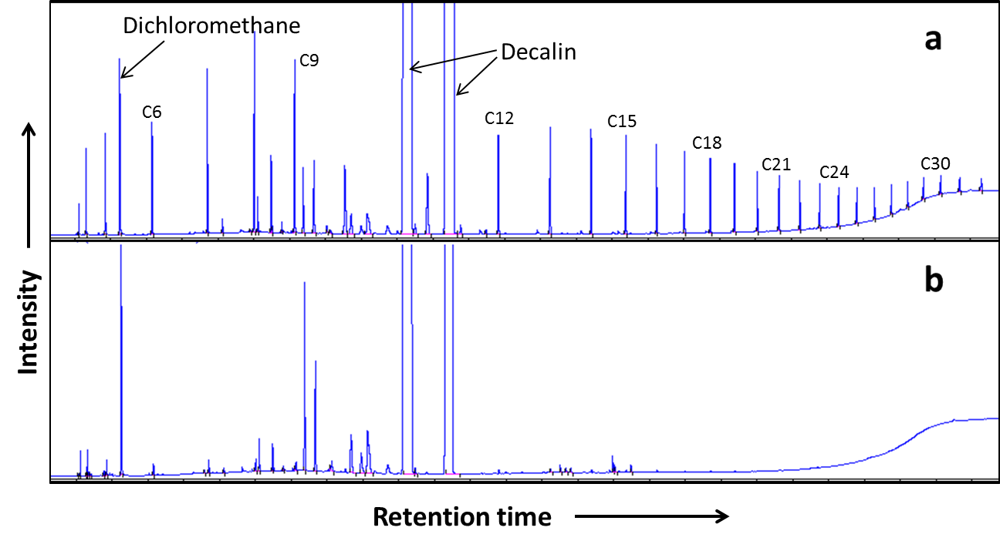 Dichloromethane
a
C9
Decalin
C6
C12
C15
C18
C21
C24
C30
b
Intensity
Retention time